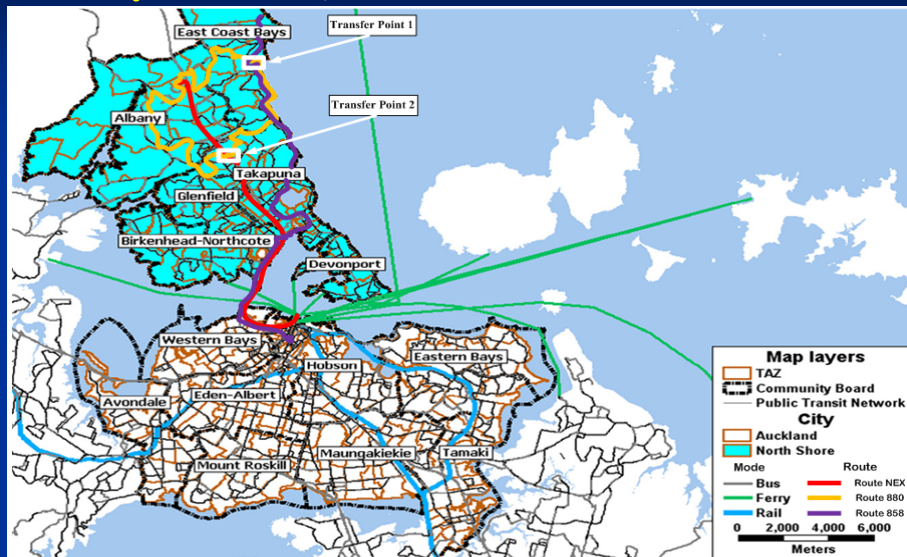 East Coast Bays
Transfer Point 1
Transfer Point 2
Albany
Takapuna
Glenfield
Birkenhead-Northcote
Devonport
Western Bays
Eastern Bays
Hobson
Avondale
Eden-Albert
Mount Roskill
Maungakiekie
Tamaki
Map layers
TAZ
Community Board
Public Transit Network
City
Auckland
North Shore
Mode Route
Bus Route NEX
Ferry Route 880
Rail Route 858
0 2,000 4,000 6,000
Meters